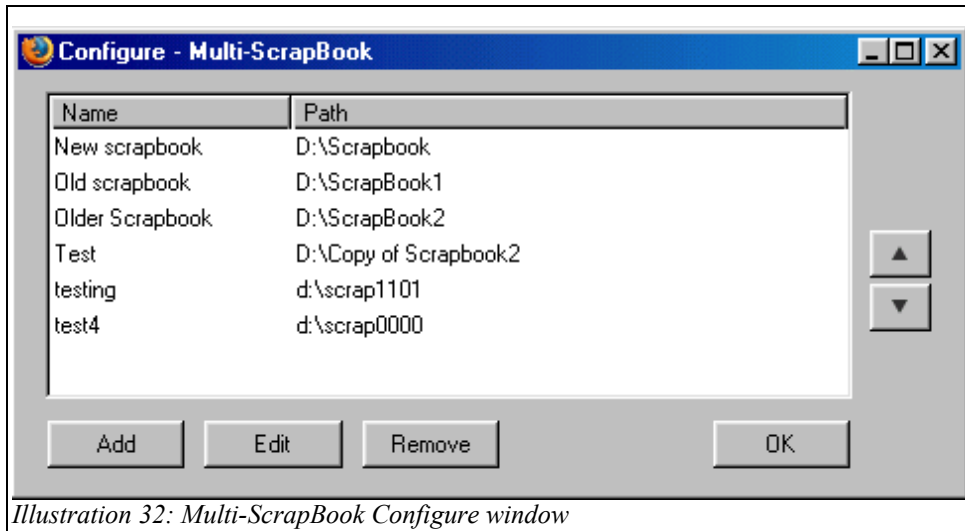 Configure - Multi-ScrapBook
Name Path
New scrapbook D:\Scrapbook
Old scrapbook D:\ScrapBook1
Older Scrapbook D:\ScrapBook2
Test D:\Copy of Scrapbook2
testing d:\scrap1101
test4 d:\scrap0000
Add Edit Remove OK
Illustration 32: Multi-ScrapBook Configure window